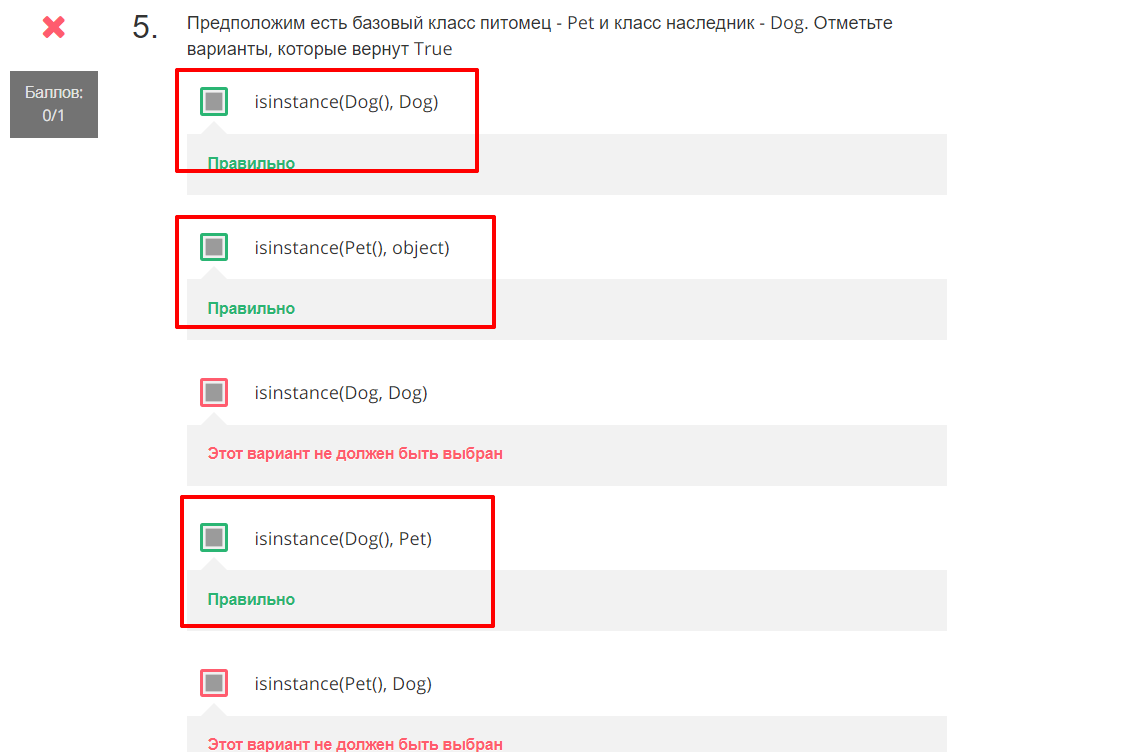 5.
Предположим есть базовый класс питомец - Pet и класс наследник - Dog. Отметьте
варианты, которые вернут True
Баллов:
0/1
isinstance(Dog(), Dog)
Правильно
isinstance(Pet(), object)
Правильно
isinstance(Dog, Dog)
Этот вариант не должен быть выбран
isinstance(Dog(), Pet)
Правильно
isinstance(Pet(), Dog)
Этот вариант не должен быть выбран